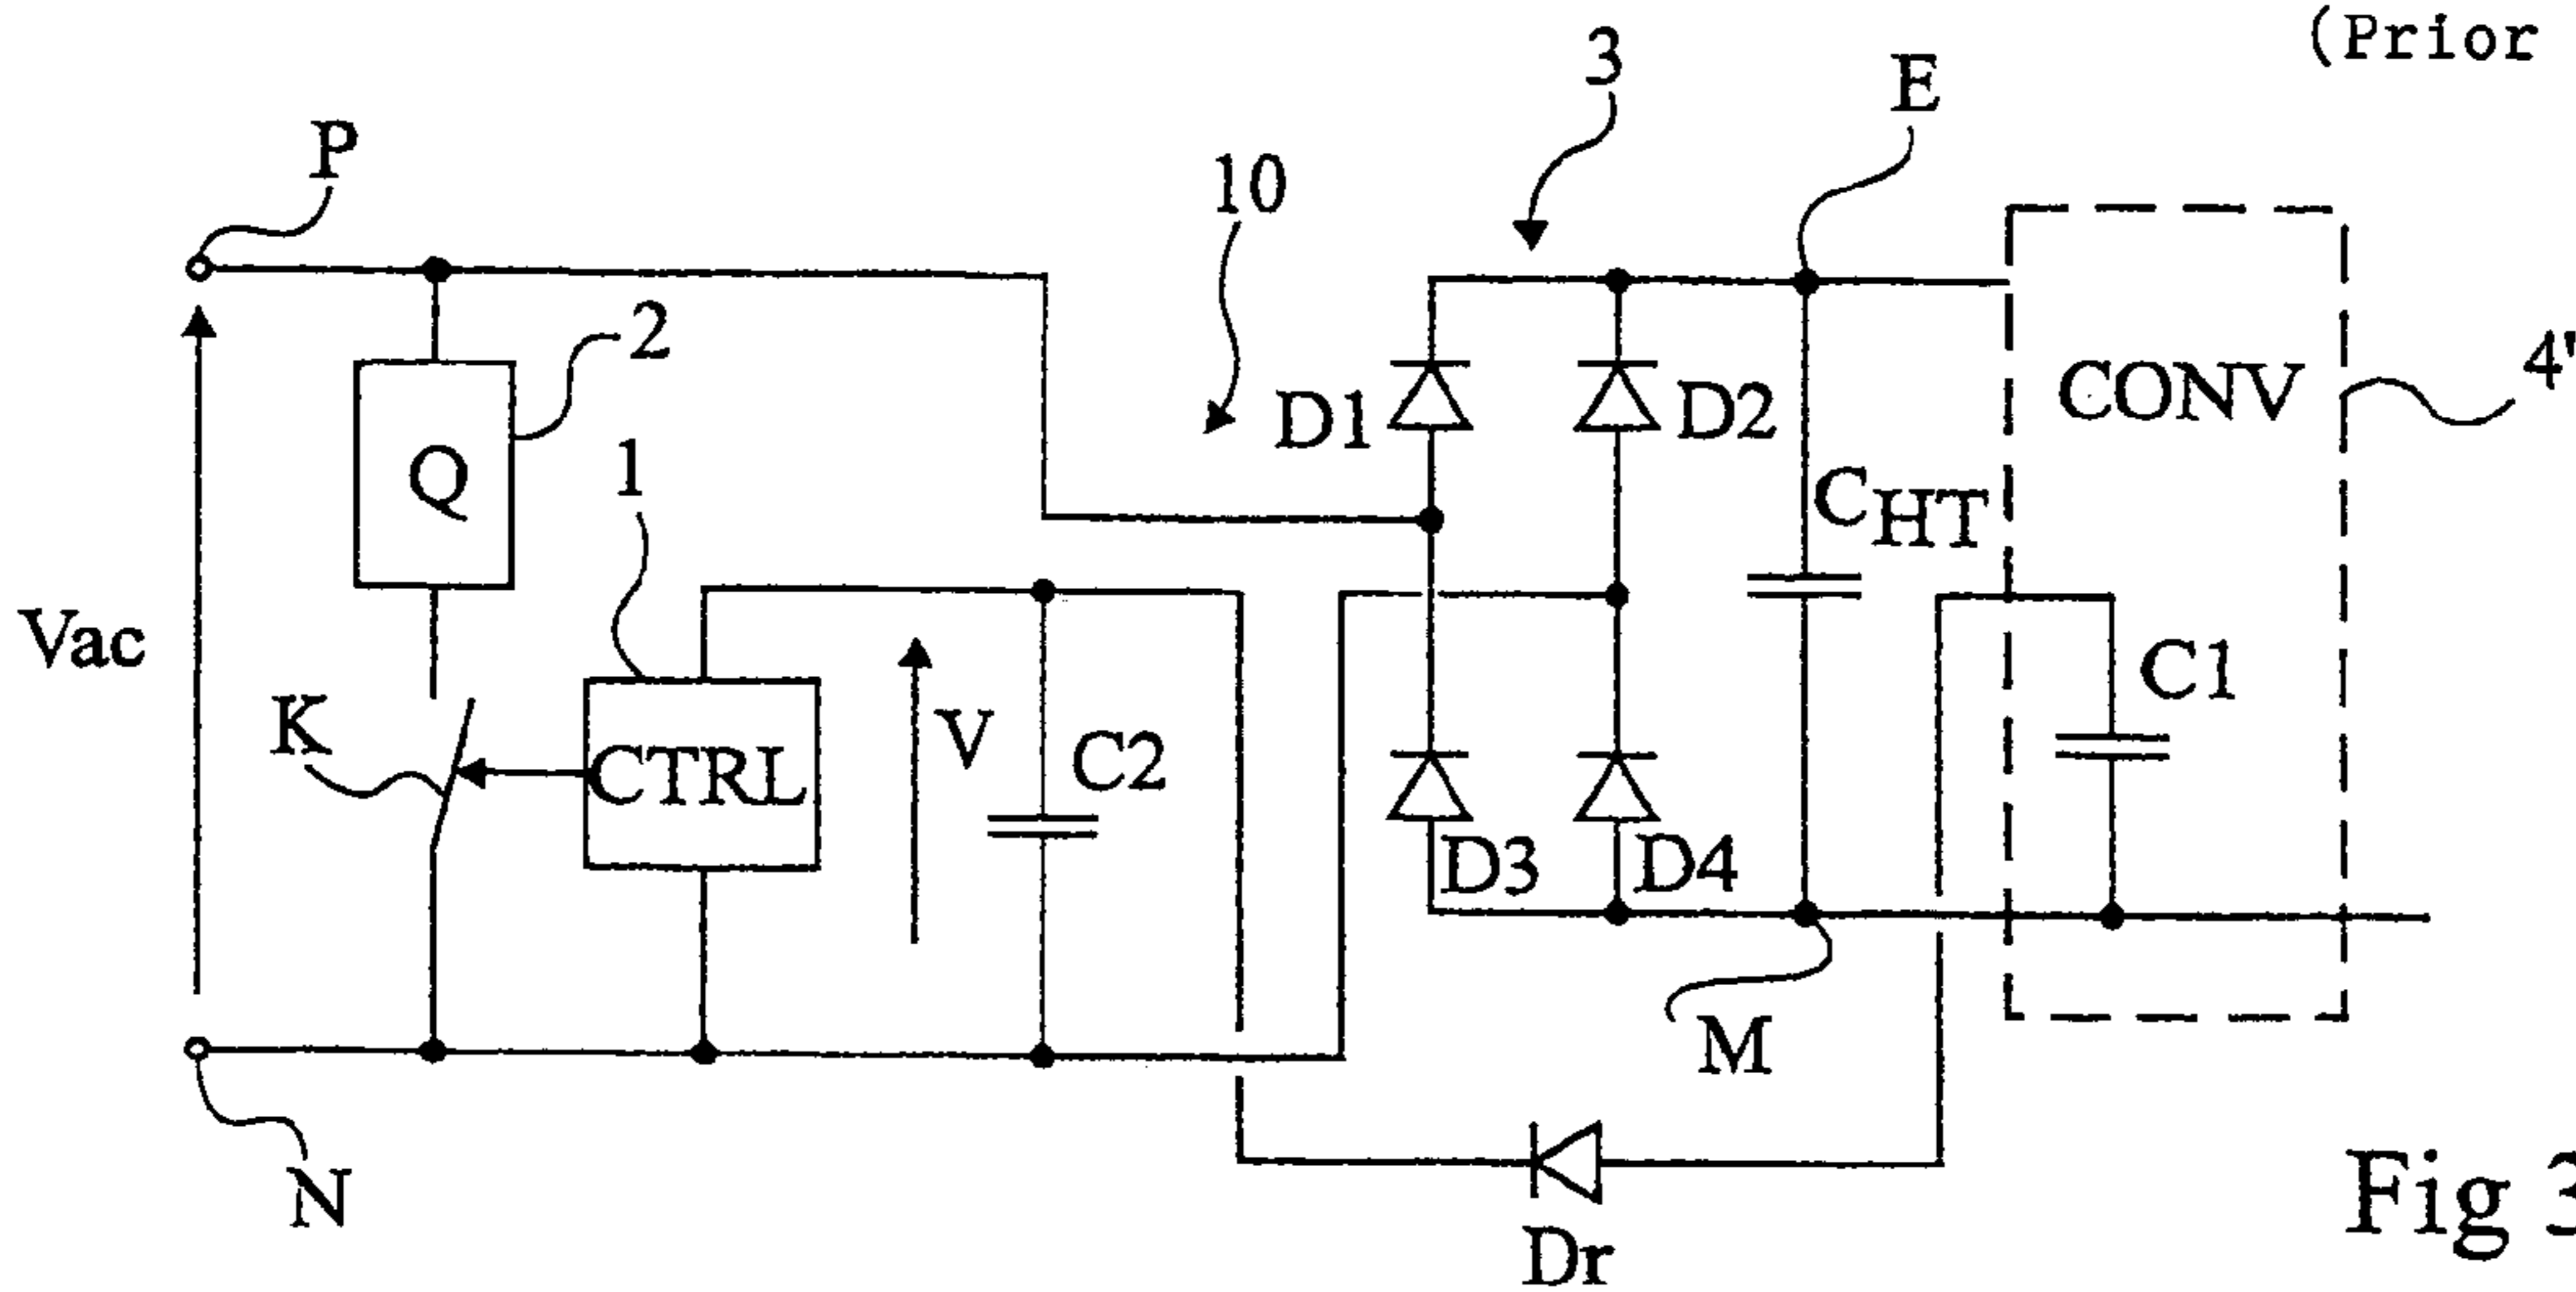 (Prior
3
E
P
10
2
4'
D1
D2
CONV
Q
1
CHT
Vac
C1
K
CTRL
V
C2
D3
D4
M
N
Dr
Fig 3